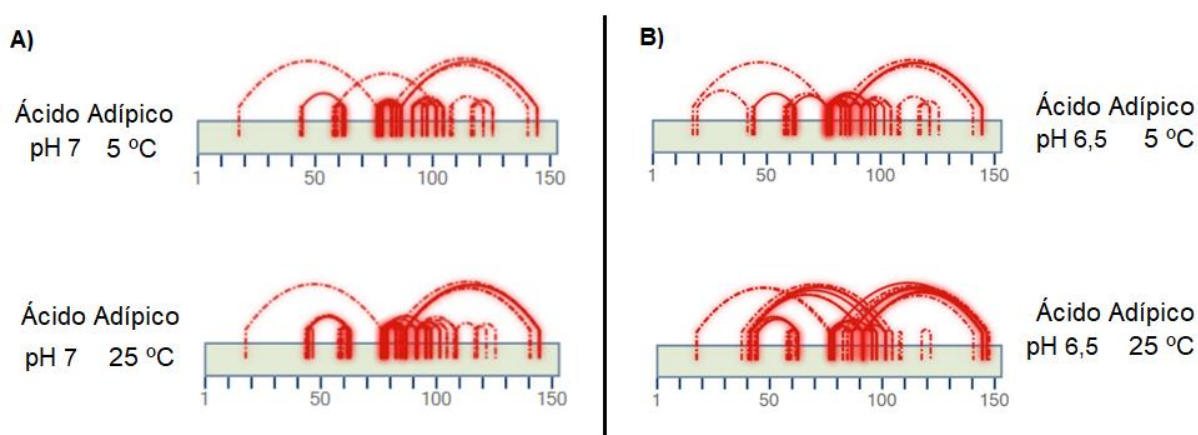 A)
Ácido Adípico
pH 7 5 ºC
1 50 100 150
Ácido Adípico
pH 7 25 ºC
1 50 100 150
B)
Ácido Adípico
pH 6,5 5 ºC
1 50 100 150
Ácido Adípico
pH 6,5 25 ºC
1 50 100 150